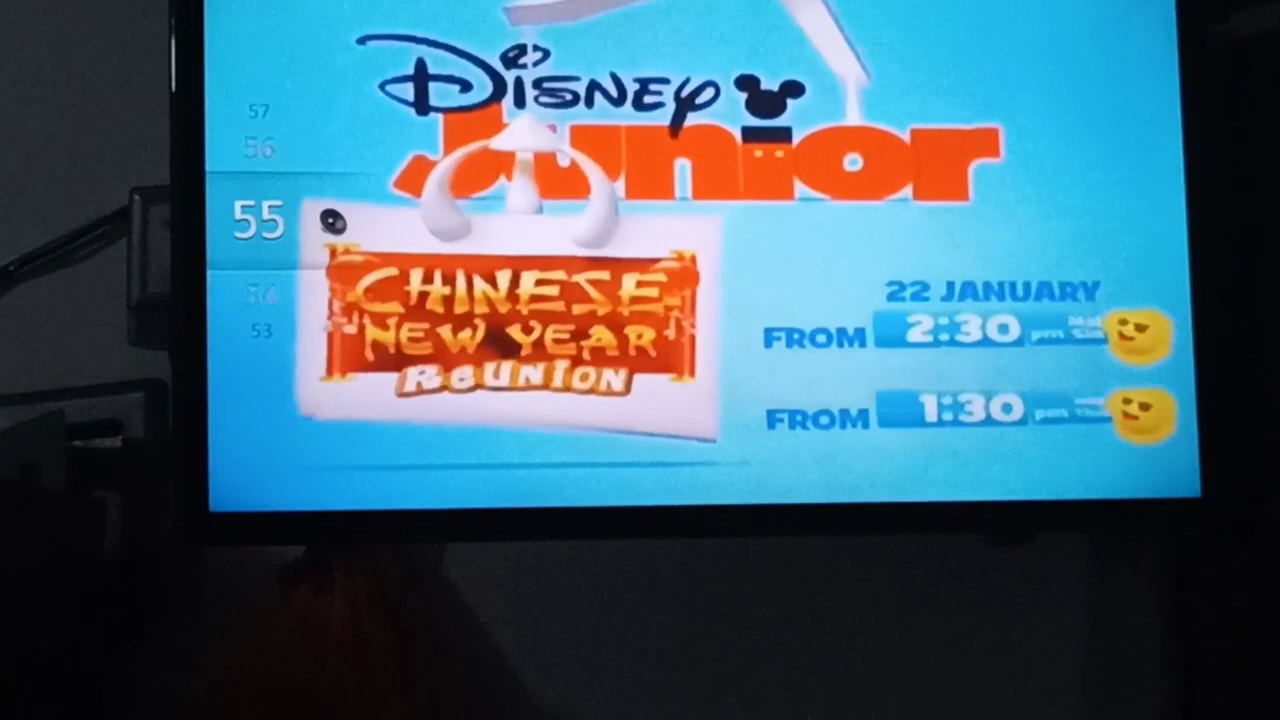 Disney
Junior
57
56
55
54
53
CHINESE
NEW YEAR
REUNION
22 JANUARY
FROM 2:30 pm
FROM 1:30 pm